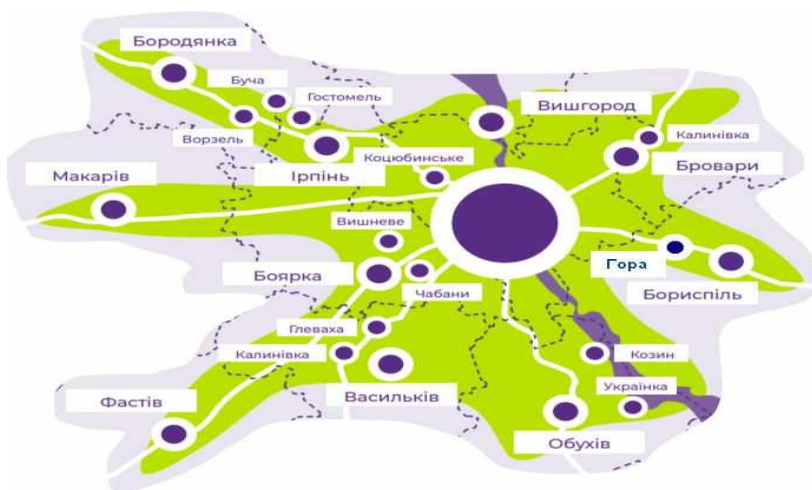 Бородянка
Буча
Гостомель
Вишгород
Ворзель
Калинівка
Ірпінь
Коцюбинське
Бровари
Макарів
Вишневе
Боярка
Гора
Чабани
Бориспіль
Глеваха
Калинівка
Козин
Українка
Васильків
Фастів
Обухів